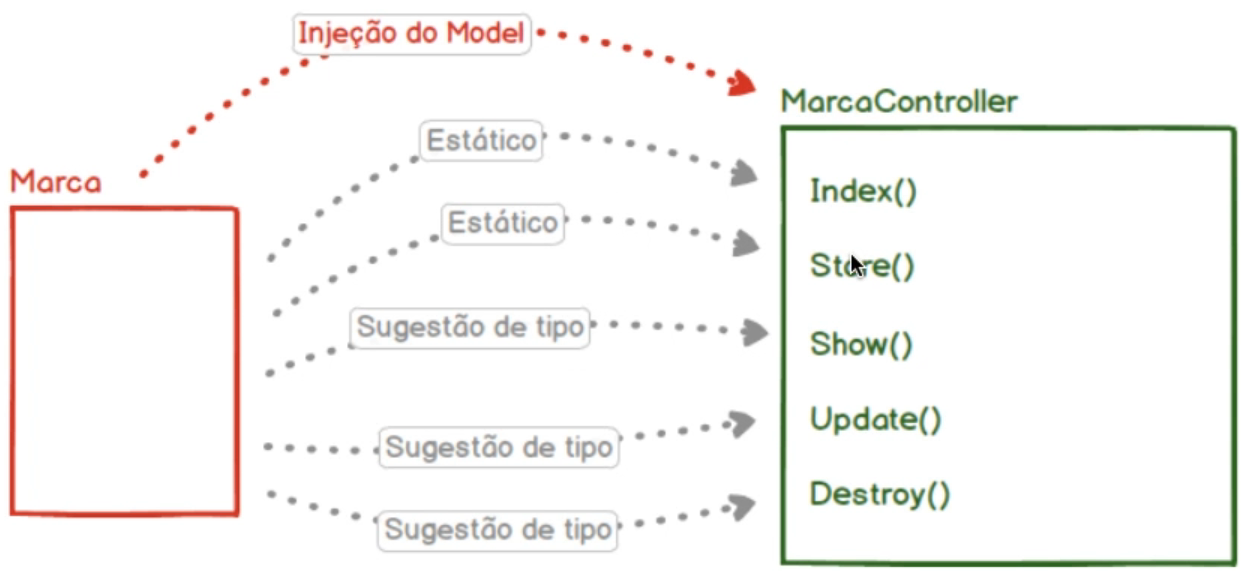 Injeção do Model
MarcaController
Estático
Index()
Marca
Estático
Store()
Sugestão de tipo
Show()
Sugestão de tipo
Update()
Sugestão de tipo
Destroy()